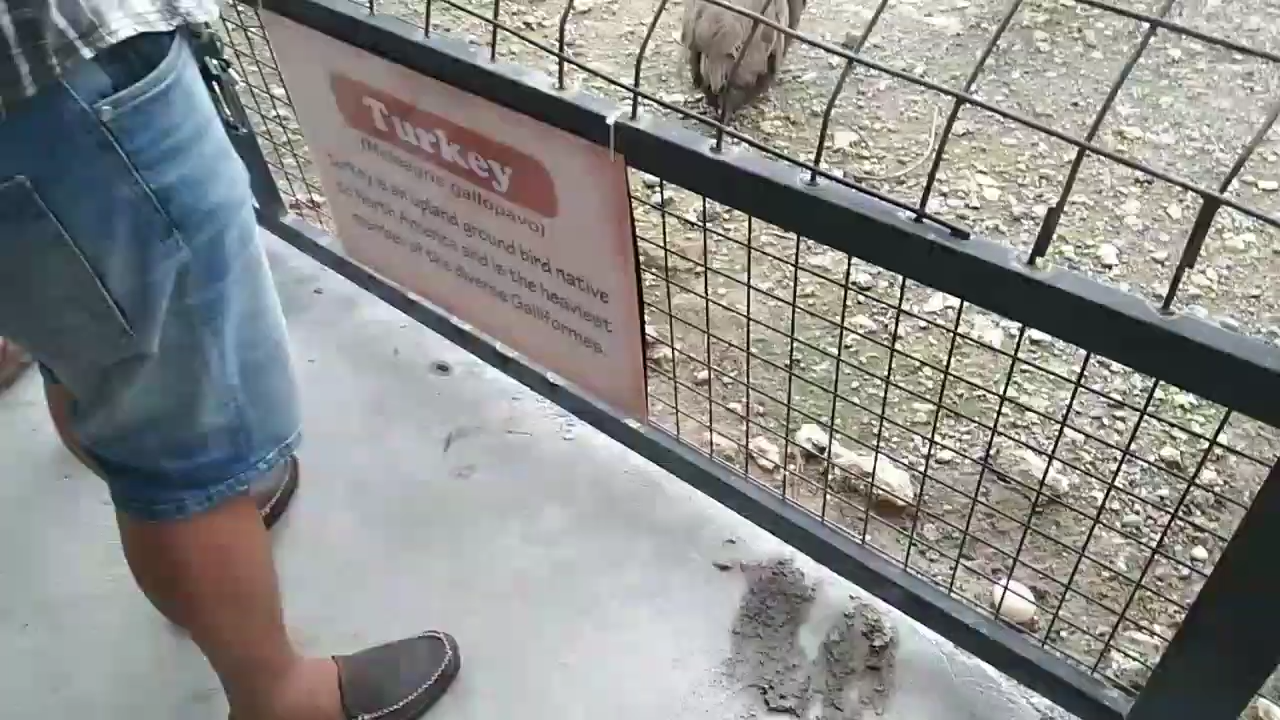 Turkey
(Meleagris gallopavo)
Turkey is an upland ground bird native
to North America and is the heaviest
member of the diverse Galliformes.